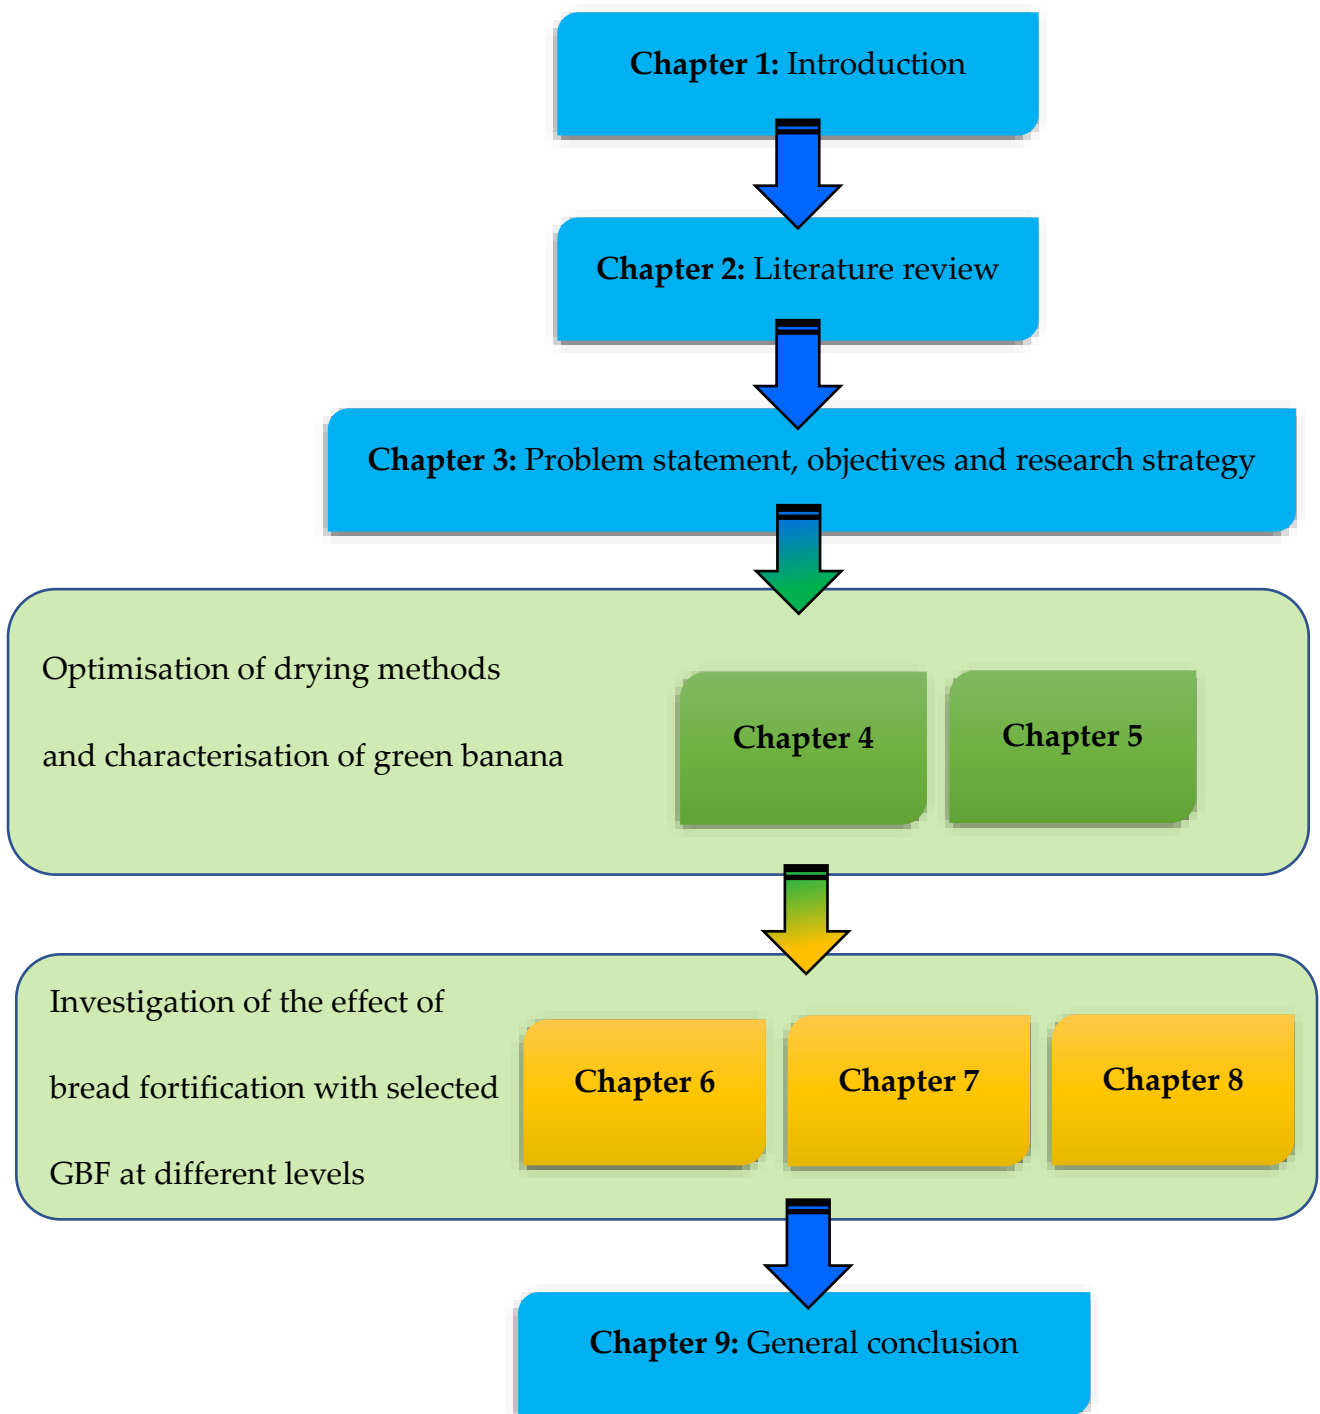 Chapter 1: Introduction
Chapter 2: Literature review
Chapter 3: Problem statement, objectives and research strategy
Optimisation of drying methods
and characterisation of green banana
Chapter 4
Chapter 5
Investigation of the effect of
bread fortification with selected
GBF at different levels
Chapter 6
Chapter 7
Chapter 8
Chapter 9: General conclusion